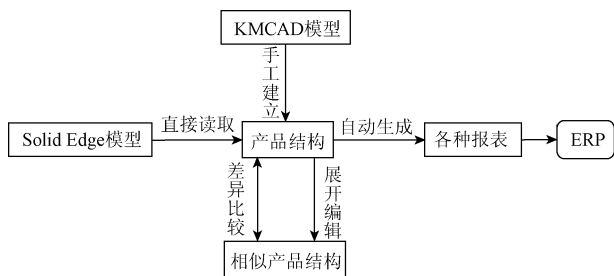 KMCAD模型
手工建立
Solid Edge模型
直接读取
产品结构
自动生成
各种报表
ERP
差异比较
展开编辑
相似产品结构